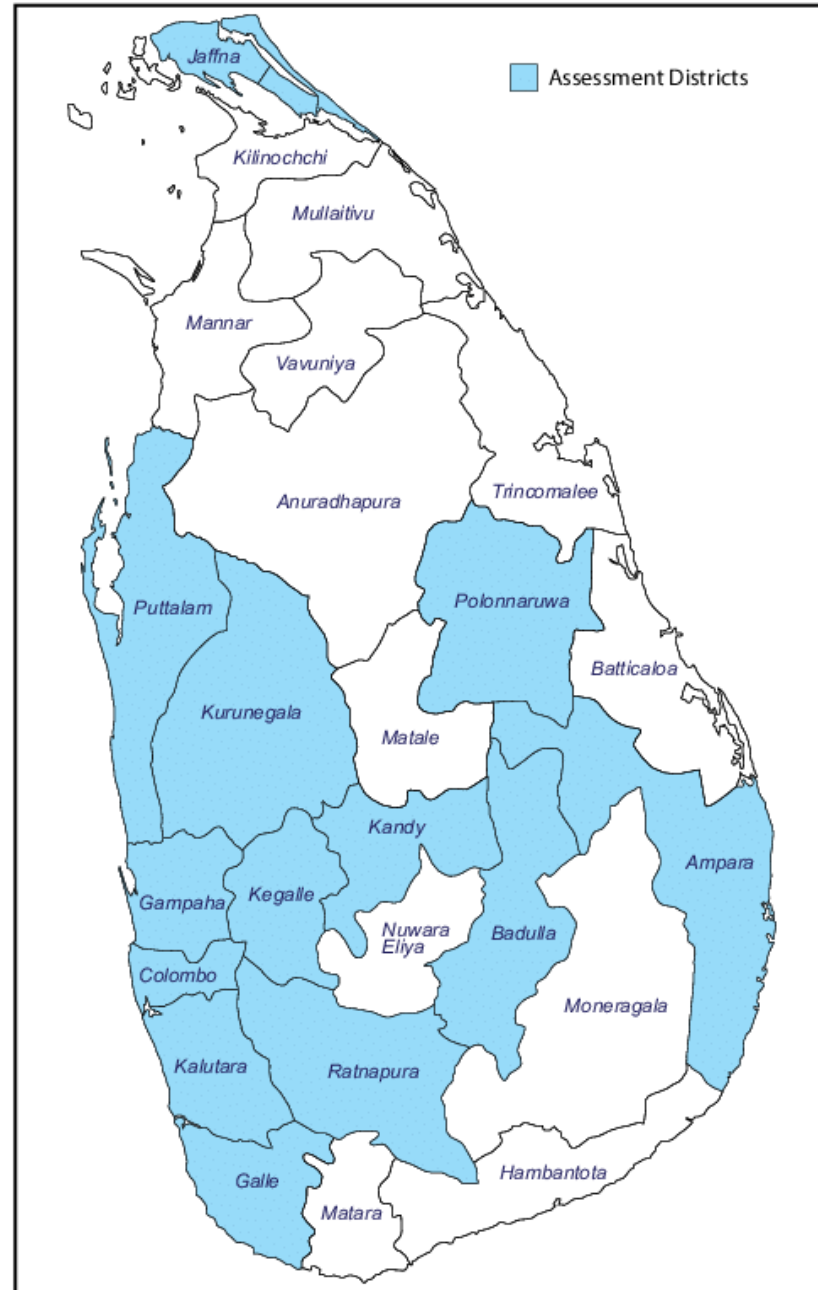 Jaffna
Assessment Districts
Kilinochchi
Mullaitivu
Mannar
Vavuniya
Anuradhapura
Trincomalee
Puttalam
Polonnaruwa
Batticaloa
Kurunegala
Matale
Kandy
Ampara
Gampaha
Kegalle
Nuwara
Eliya
Badulla
Colombo
Moneragala
Kalutara
Ratnapura
Galle
Hambantota
Matara